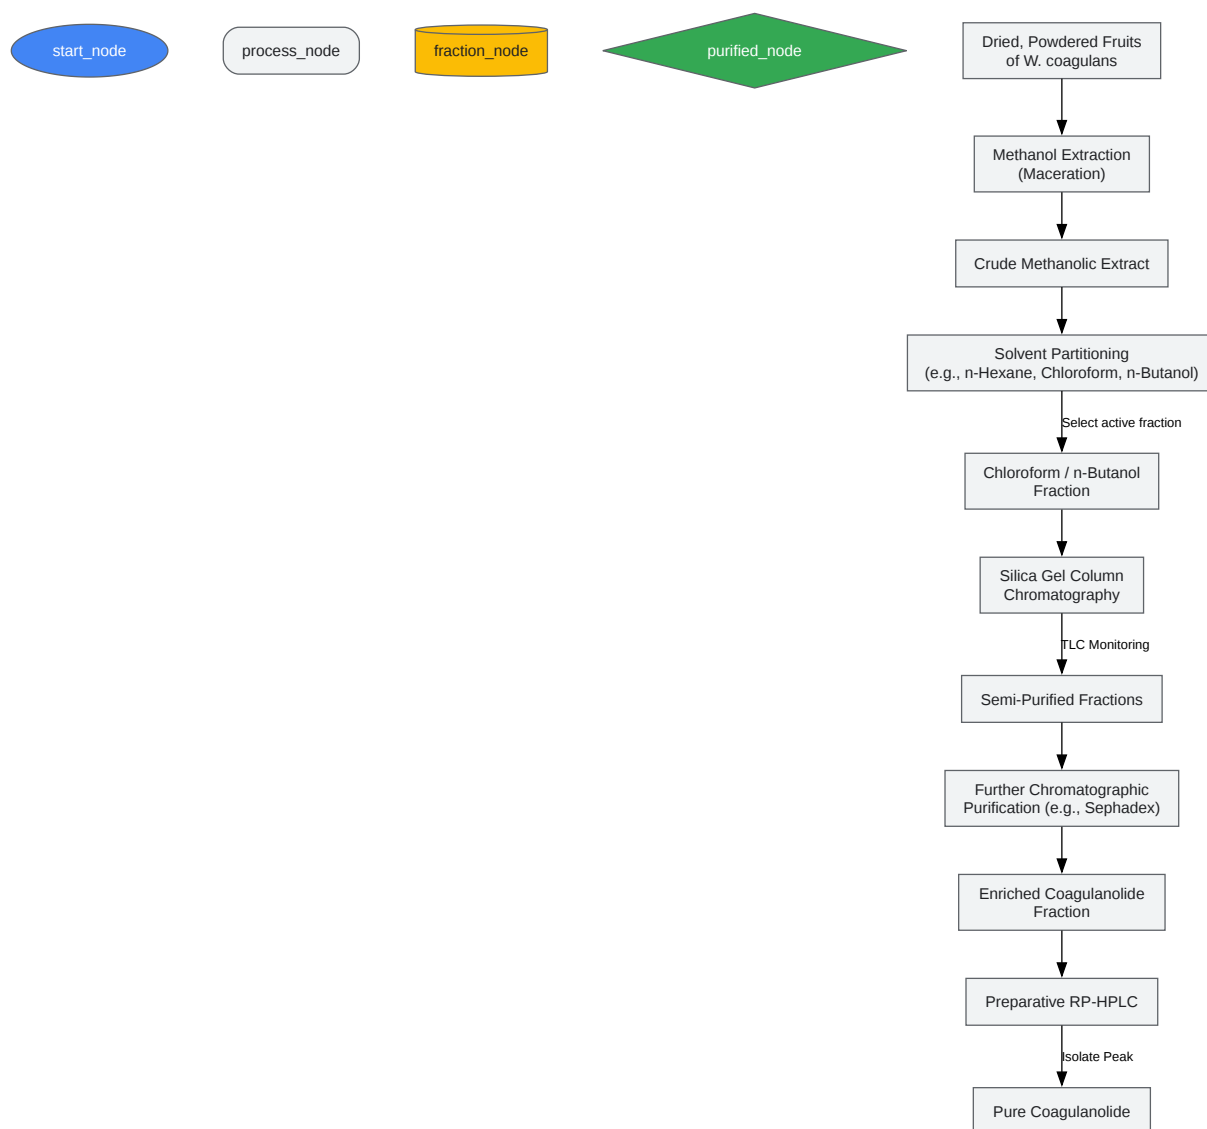 start_node
process_node
fraction_node
purified_node
Dried, Powdered Fruits
of W. coagulans
Methanol Extraction
(Maceration)
Crude Methanolic Extract
Solvent Partitioning
(e.g., n-Hexane, Chloroform, n-Butanol)
Select active fraction
Chloroform / n-Butanol
Fraction
Silica Gel Column
Chromatography
TLC Monitoring
Semi-Purified Fractions
Further Chromatographic
Purification (e.g., Sephadex)
Enriched Coagulanolide
Fraction
Preparative RP-HPLC
Isolate Peak
Pure Coagulanolide